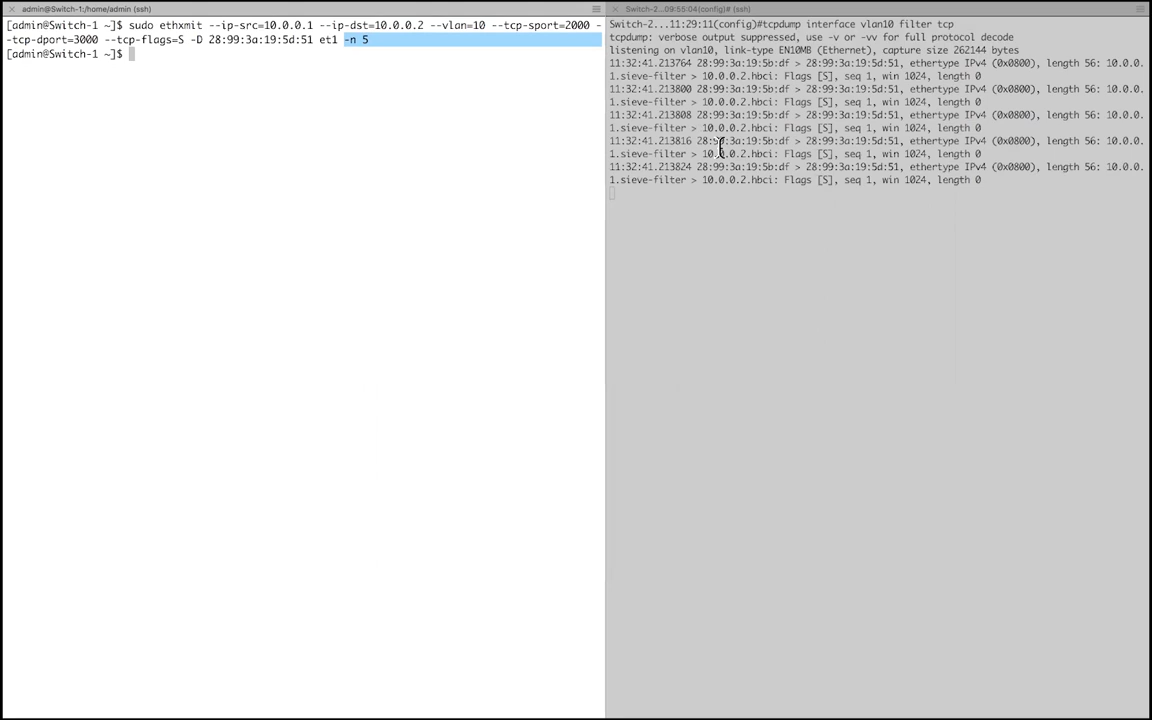 admin@Switch-1:/home/admin (ssh)
[admin@Switch-1 ~]$ sudo ethxmit --ip-src=10.0.0.1 --ip-dst=10.0.0.2 --vlan=10 --tcp-sport=2000 -
-tcp-dport=3000 --tcp-flags=S -D 28:99:3a:19:5d:51 et1 -n 5
[admin@Switch-1 ~]$
Switch-2...09:55:04(config)# (ssh)
Switch-2...11:29:11(config)#tcpdump interface vlan10 filter tcp
tcpdump: verbose output suppressed, use -v or -vv for full protocol decode
listening on vlan10, link-type EN10MB (Ethernet), capture size 262144 bytes
11:32:41.213764 28:99:3a:19:5b:df > 28:99:3a:19:5d:51, ethertype IPv4 (0x0800), length 56: 10.0.0.
1.sieve-filter > 10.0.0.2.hbci: Flags [S], seq 1, win 1024, length 0
11:32:41.213800 28:99:3a:19:5b:df > 28:99:3a:19:5d:51, ethertype IPv4 (0x0800), length 56: 10.0.0.
1.sieve-filter > 10.0.0.2.hbci: Flags [S], seq 1, win 1024, length 0
11:32:41.213808 28:99:3a:19:5b:df > 28:99:3a:19:5d:51, ethertype IPv4 (0x0800), length 56: 10.0.0.
1.sieve-filter > 10.0.0.2.hbci: Flags [S], seq 1, win 1024, length 0
11:32:41.213816 28:99:3a:19:5b:df > 28:99:3a:19:5d:51, ethertype IPv4 (0x0800), length 56: 10.0.0.
1.sieve-filter > 10.0.0.2.hbci: Flags [S], seq 1, win 1024, length 0
11:32:41.213824 28:99:3a:19:5b:df > 28:99:3a:19:5d:51, ethertype IPv4 (0x0800), length 56: 10.0.0.
1.sieve-filter > 10.0.0.2.hbci: Flags [S], seq 1, win 1024, length 0